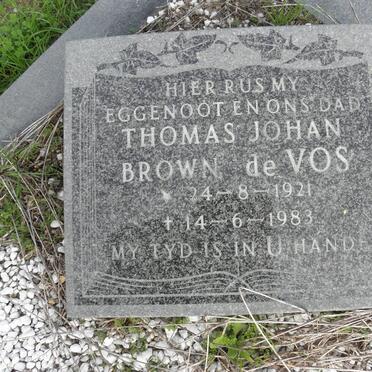 HIER RUS MY
EGGENOOT EN ONS DAD
THOMAS JOHAN
BROWN de VOS
* 24-8-1921
✝ 14-6-1983
MY TYD IS IN U HANDE